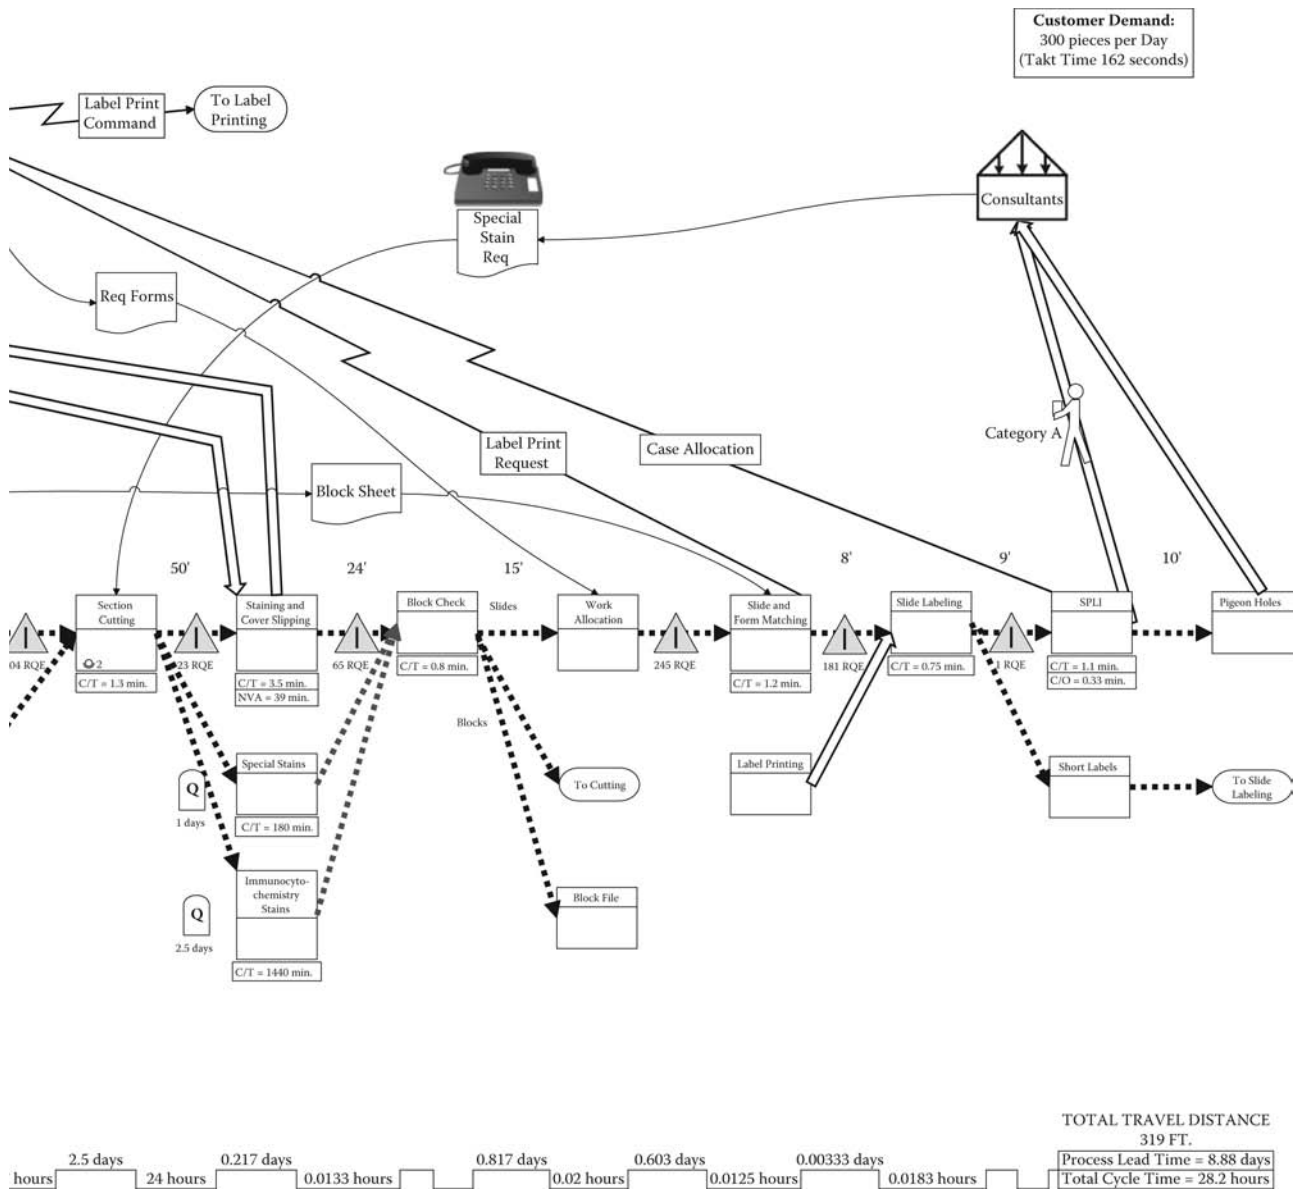 Customer Demand:
300 pieces per Day
(Takt Time 162 seconds)
Label Print
Command
To Label
Printing
Special
Stain
Req
Consultants
Req Forms
Label Print
Request
Case Allocation
Category A
Block Sheet
50'
24'
15'
8'
9'
10'
Section
Cutting
2
C/T = 1.3 min.
Staining and
Cover Slipping
C/T = 3.5 min.
NVA = 39 min.
Block Check
C/T = 0.8 min.
Slides
Blocks
Work
Allocation
Slide and
Form Matching
C/T = 1.2 min.
Slide Labeling
C/T = 0.75 min.
SPLI
C/T = 1.1 min.
C/O = 0.33 min.
Pigeon Holes
I
04 RQE
I
23 RQE
I
65 RQE
I
245 RQE
I
181 RQE
I
1 RQE
Q
1 days
Special Stains
C/T = 180 min.
To Cutting
Label Printing
Short Labels
To Slide
Labeling
Q
2.5 days
Immunocyto-
chemistry
Stains
C/T = 1440 min.
Block File
TOTAL TRAVEL DISTANCE
319 FT.
Process Lead Time = 8.88 days
Total Cycle Time = 28.2 hours
2.5 days
0.217 days
0.817 days
0.603 days
0.00333 days
hours
24 hours
0.0133 hours
0.02 hours
0.0125 hours
0.0183 hours